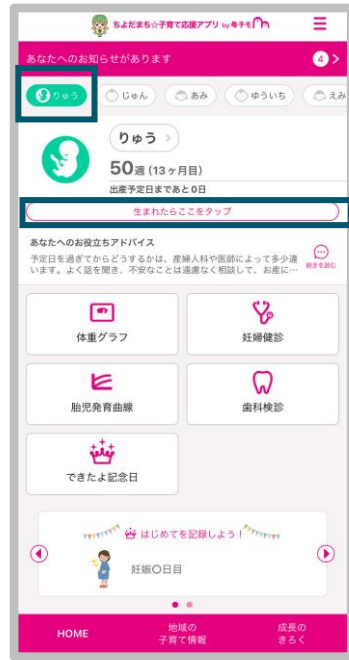 ちよだまち☆子育て応援アプリ by 母子モ
あなたへのお知らせがあります 4 >
りゅう じゅん あみ ゆういち えみ
りゅう >
50週 (13ヶ月目)
出産予定日まであと0日
生まれたらここをタップ
あなたへのお役立ちアドバイス
予定日を過ぎてからどうするかは、産婦人科や医師によって多少違
います。よく話を聞き、不安なことは遠慮なく相談して、お産に…
続きを読む
体重グラフ 妊婦健診
胎児発育曲線 歯科検診
できたよ記念日
はじめてを記録しよう!
妊娠〇日目
HOME
地域の
子育て情報
成長の
きろく